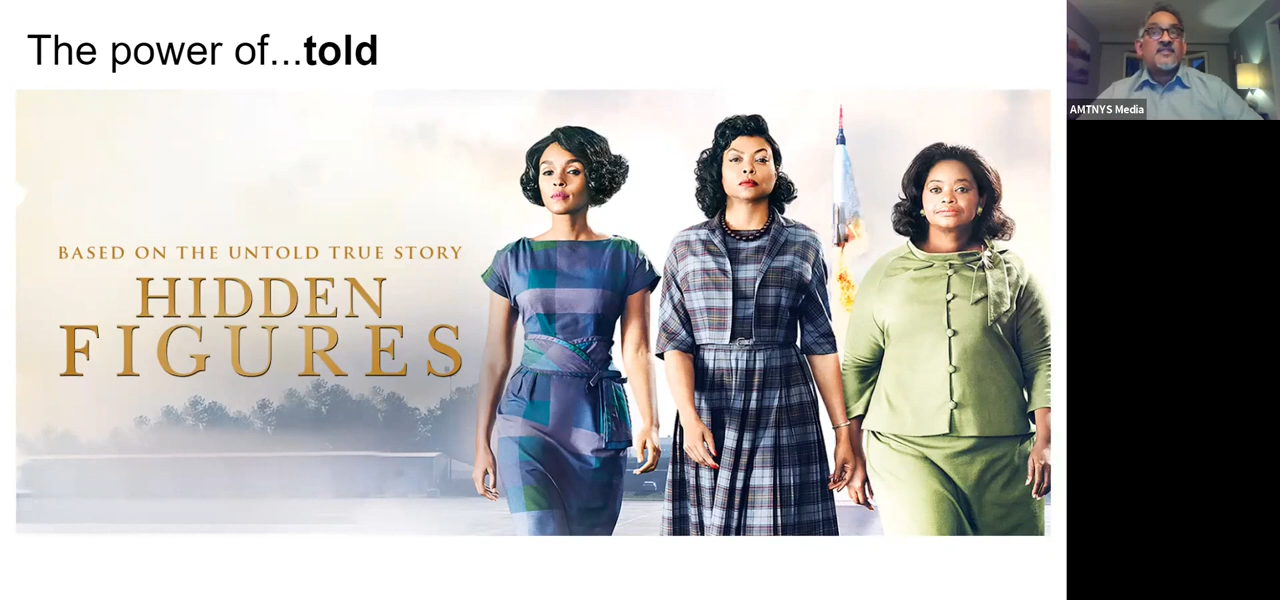 The power of...told
BASED ON THE UNTOLD TRUE STORY
HIDDEN
FIGURES
AMTNYS Media